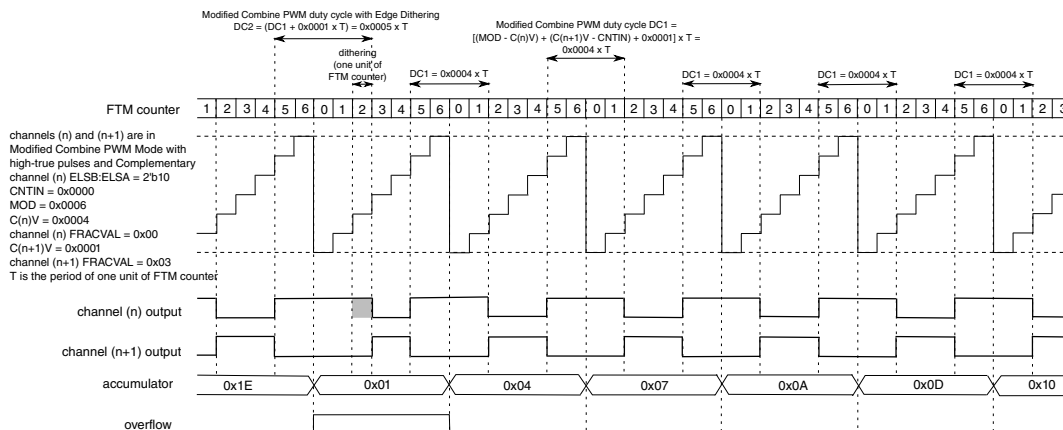 Modified Combine PWM duty cycle with Edge Dithering
DC2 = (DC1 + 0x0001 x T) = 0x0005 x T
Modified Combine PWM duty cycle DC1 =
[(MOD - C(n)V) + (C(n+1)V - CNTIN) + 0x0001] x T =
0x0004 x T
dithering
(one unit of
FTM counter)
DC1 = 0x0004 x T
DC1 = 0x0004 x T
DC1 = 0x0004 x T
DC1 = 0x0004 x T
FTM counter
1 2 3 4 5 6 0 1 2 3 4 5 6 0 1 2 3 4 5 6 0 1 2 3 4 5 6 0 1 2 3 4 5 6 0 1 2 3 4 5 6 0 1 2 3
channels (n) and (n+1) are in
Modified Combine PWM Mode with
high-true pulses and Complementary
channel (n) ELSB:ELSA = 2'b10
CNTIN = 0x0000
MOD = 0x0006
C(n)V = 0x0004
channel (n) FRACVAL = 0x00
C(n+1)V = 0x0001
channel (n+1) FRACVAL = 0x03
T is the period of one unit of FTM counter
channel (n) output
channel (n+1) output
accumulator
0x1E 0x01 0x04 0x07 0x0A 0x0D 0x10
overflow